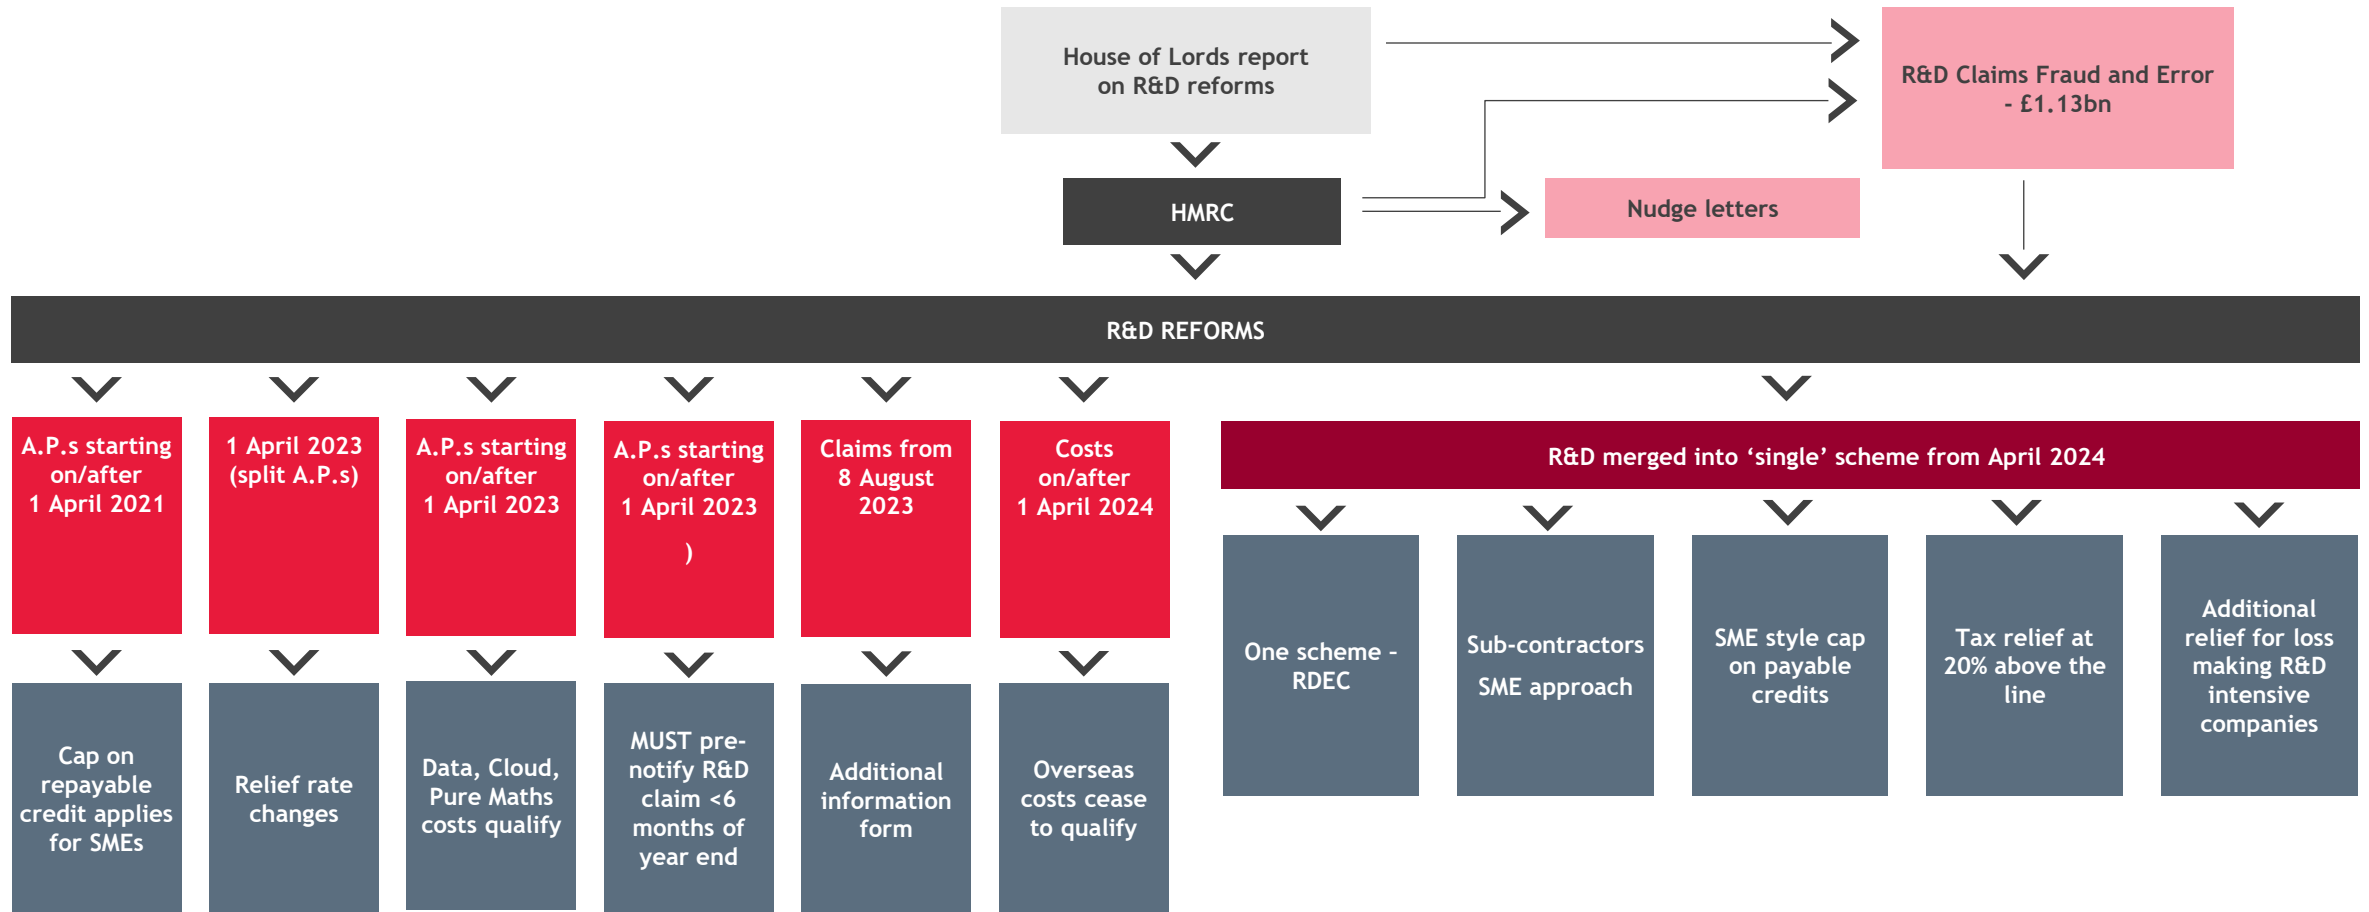 House of Lords report
on R&D reforms
R&D Claims Fraud and Error
- £1.13bn
HMRC
Nudge letters
R&D REFORMS
A.P.s starting
on/after
1 April 2021
1 April 2023
(split A.P.s)
A.P.s starting
on/after
1 April 2023
A.P.s starting
on/after
1 April 2023
)
Claims from
8 August
2023
Costs
on/after
1 April 2024
R&D merged into ‘single’ scheme from April 2024
Cap on
repayable
credit applies
for SMEs
Relief rate
changes
Data, Cloud,
Pure Maths
costs qualify
MUST pre-
notify R&D
claim <6
months of
year end
Additional
information
form
Overseas
costs cease
to qualify
One scheme –
RDEC
Sub-contractors
SME approach
SME style cap
on payable
credits
Tax relief at
20% above the
line
Additional
relief for loss
making R&D
intensive
companies